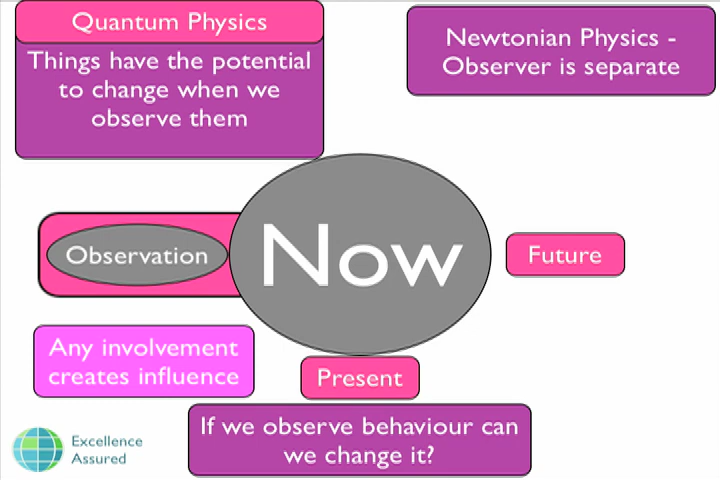 Quantum Physics
Things have the potential
to change when we
observe them
Newtonian Physics -
Observer is separate
Observation
Now
Future
Any involvement
creates influence
Present
If we observe behaviour can
we change it?
Excellence
Assured